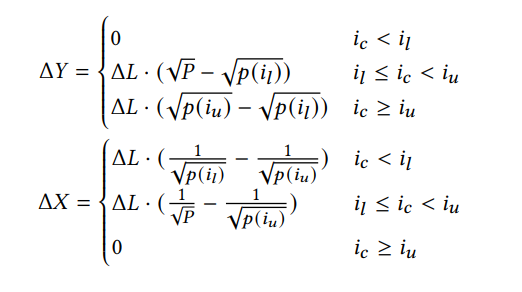 0 i_c < i_l
ΔY = { ΔL · (√P − √p(i_l)) i_l ≤ i_c < i_u
ΔL · (√p(i_u) − √p(i_l)) i_c ≥ i_u
ΔL · (1/√p(i_l) − 1/√p(i_u)) i_c < i_l
ΔX = { ΔL · (1/√P − 1/√p(i_u)) i_l ≤ i_c < i_u
0 i_c ≥ i_u